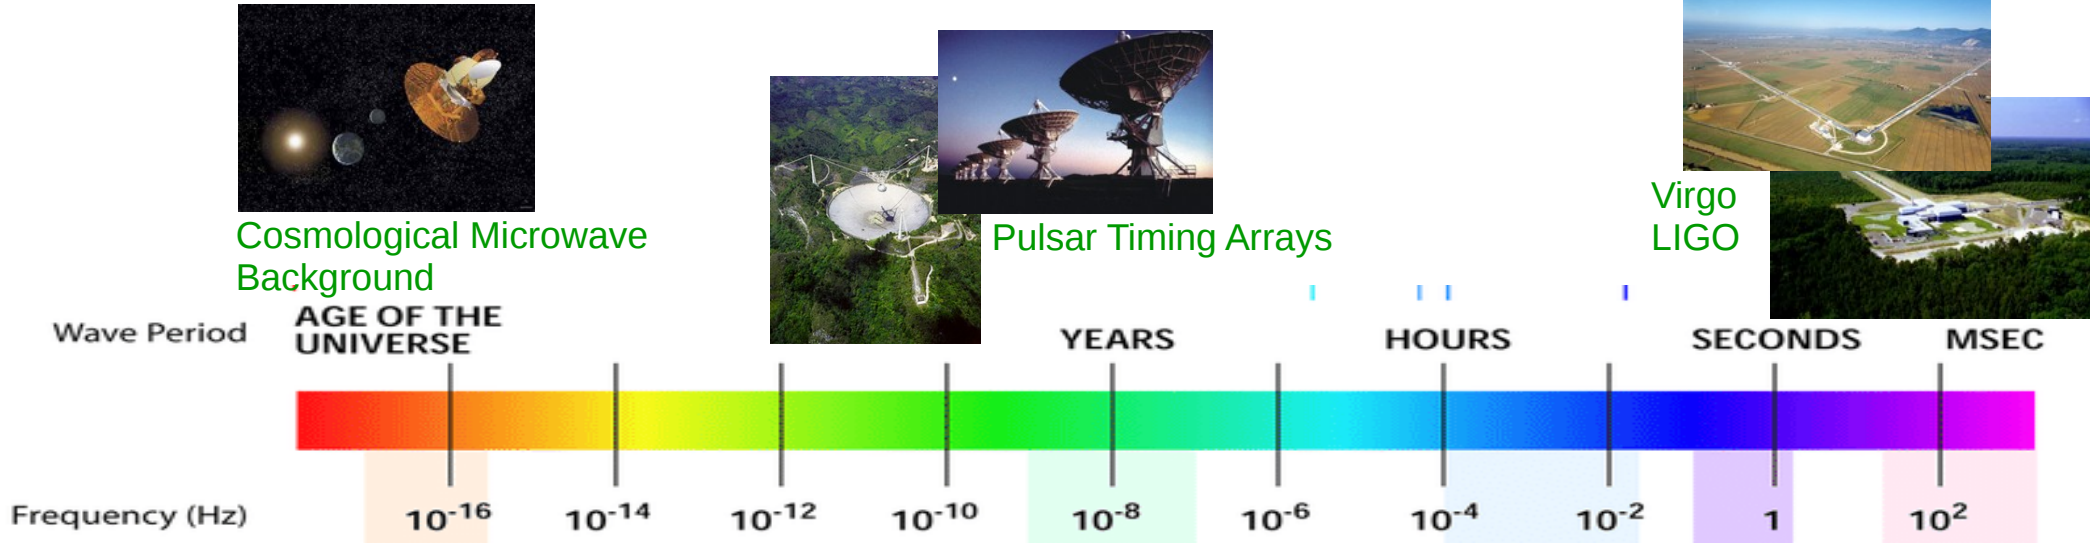 Cosmological Microwave
Background
Pulsar Timing Arrays
Virgo
LIGO
Wave Period
AGE OF THE
UNIVERSE
YEARS
HOURS
SECONDS
MSEC
Frequency (Hz)
10⁻¹⁶
10⁻¹⁴
10⁻¹²
10⁻¹⁰
10⁻⁸
10⁻⁶
10⁻⁴
10⁻²
1
10²